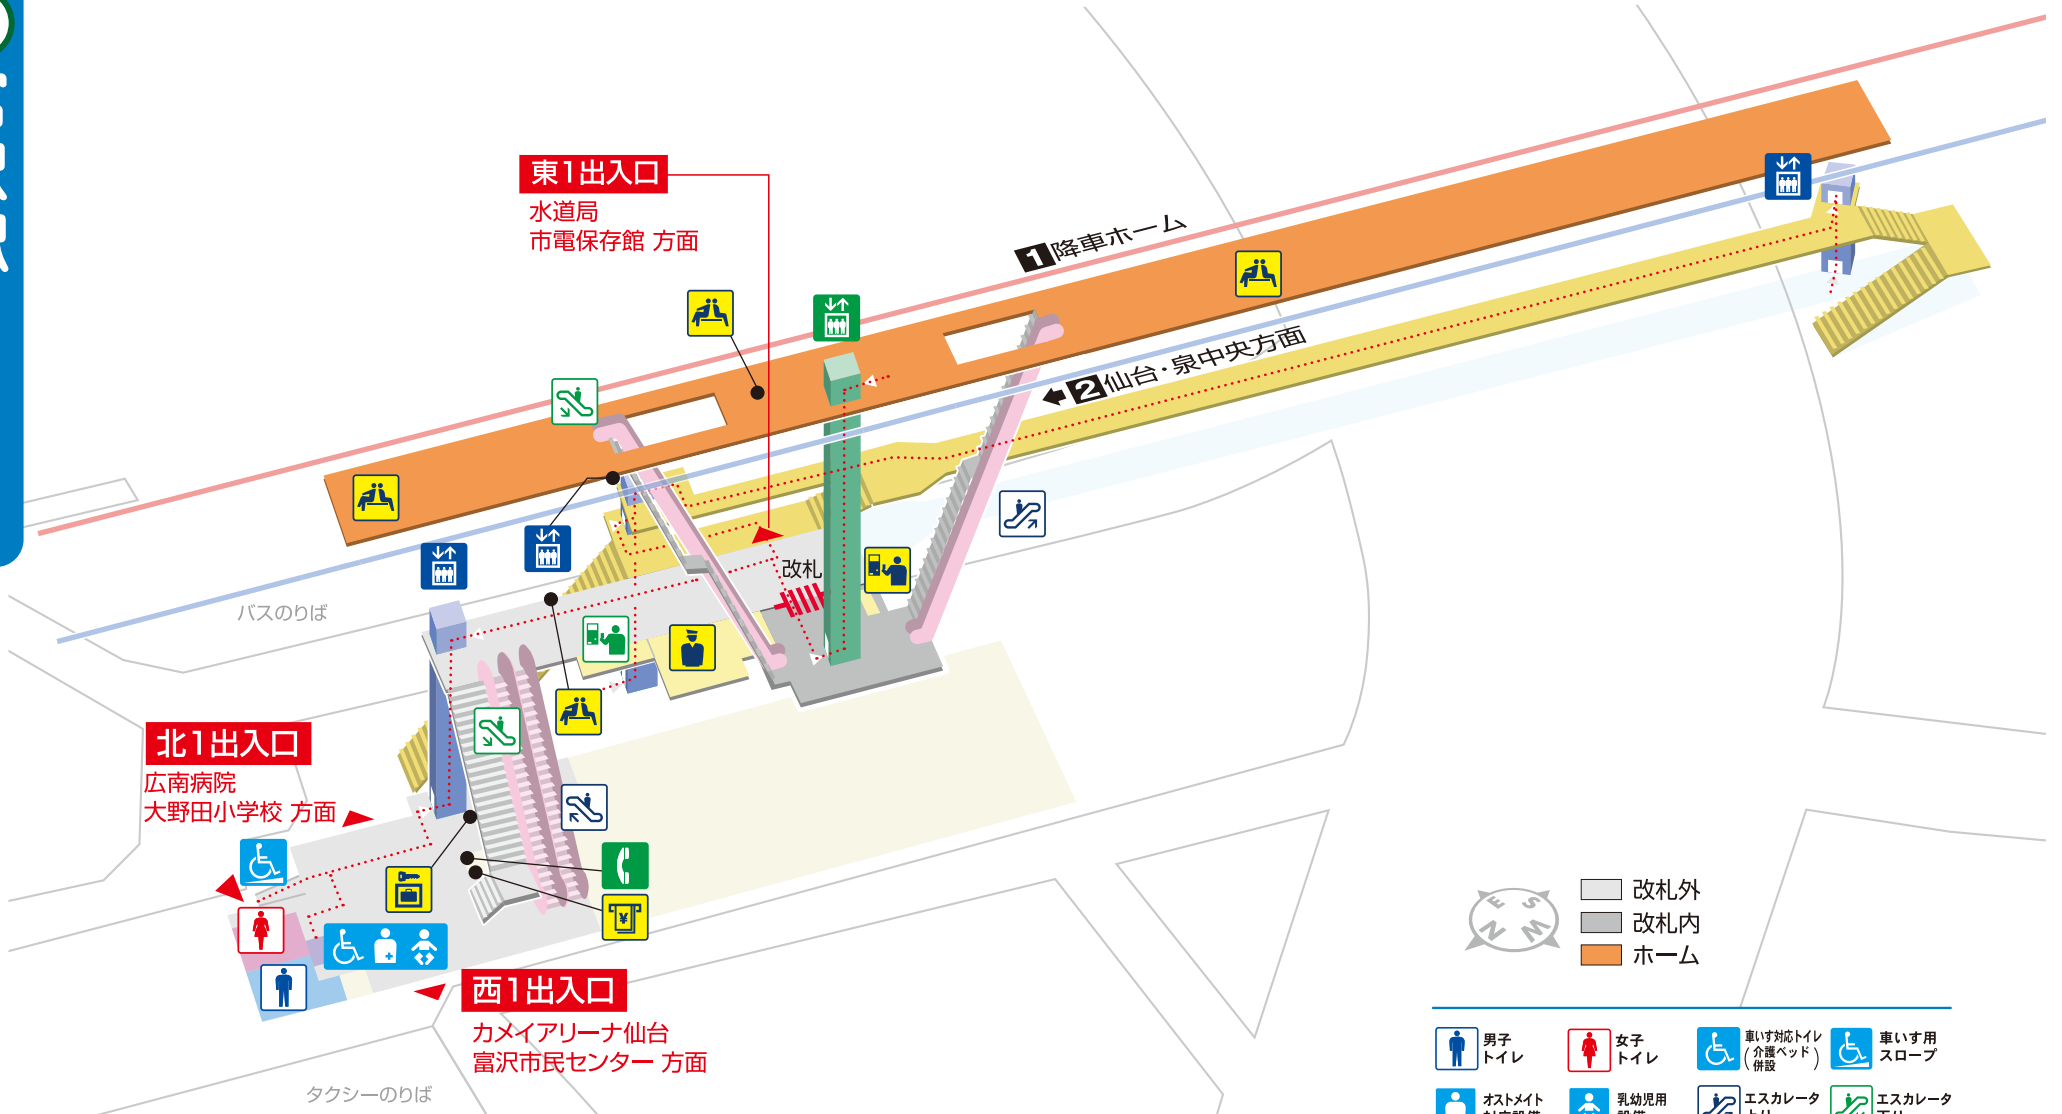 東1出入口
水道局
市電保存館 方面
1 降車ホーム
2 仙台・泉中央方面
改札
バスのりば
北1出入口
広南病院
大野田小学校 方面
¥
西1出入口
カメイアリーナ仙台
富沢市民センター 方面
タクシーのりば
E
S
N
W
改札外
改札内
ホーム
男子
トイレ
女子
トイレ
車いす対応トイレ
(介護ベッド)
併設
車いす用
スロープ
オストメイト
乳幼児用
エスカレータ
エスカレータ